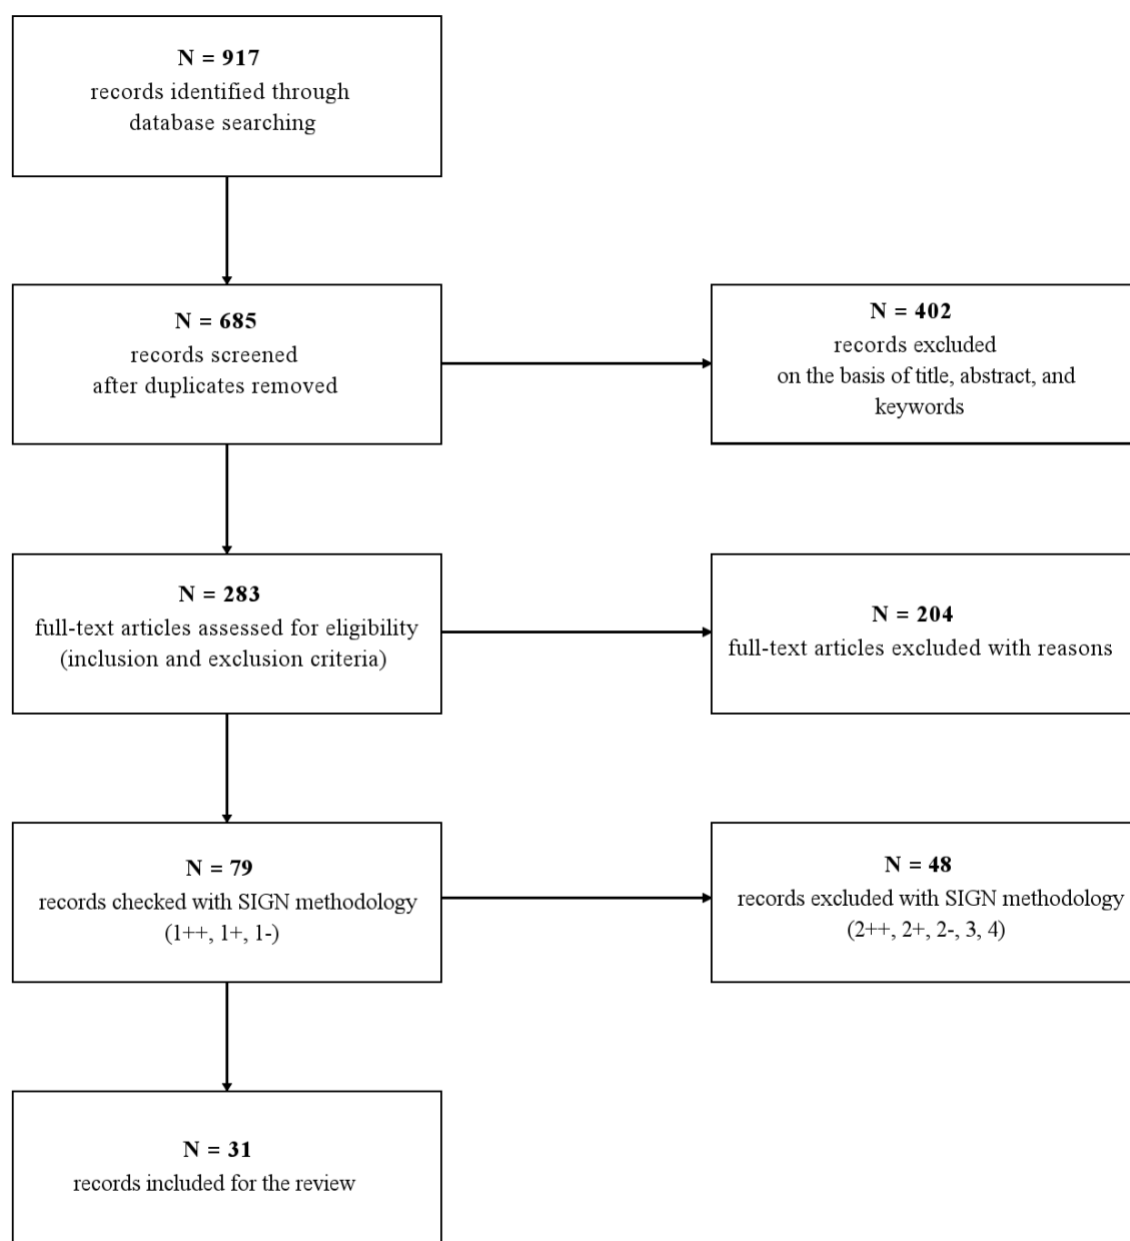 N = 917
records identified through
database searching
N = 685
records screened
after duplicates removed
N = 402
records excluded
on the basis of title, abstract, and
keywords
N = 283
full-text articles assessed for eligibility
(inclusion and exclusion criteria)
N = 204
full-text articles excluded with reasons
N = 79
records checked with SIGN methodology
(1++, 1+, 1-)
N = 48
records excluded with SIGN methodology
(2++, 2+, 2-, 3, 4)
N = 31
records included for the review